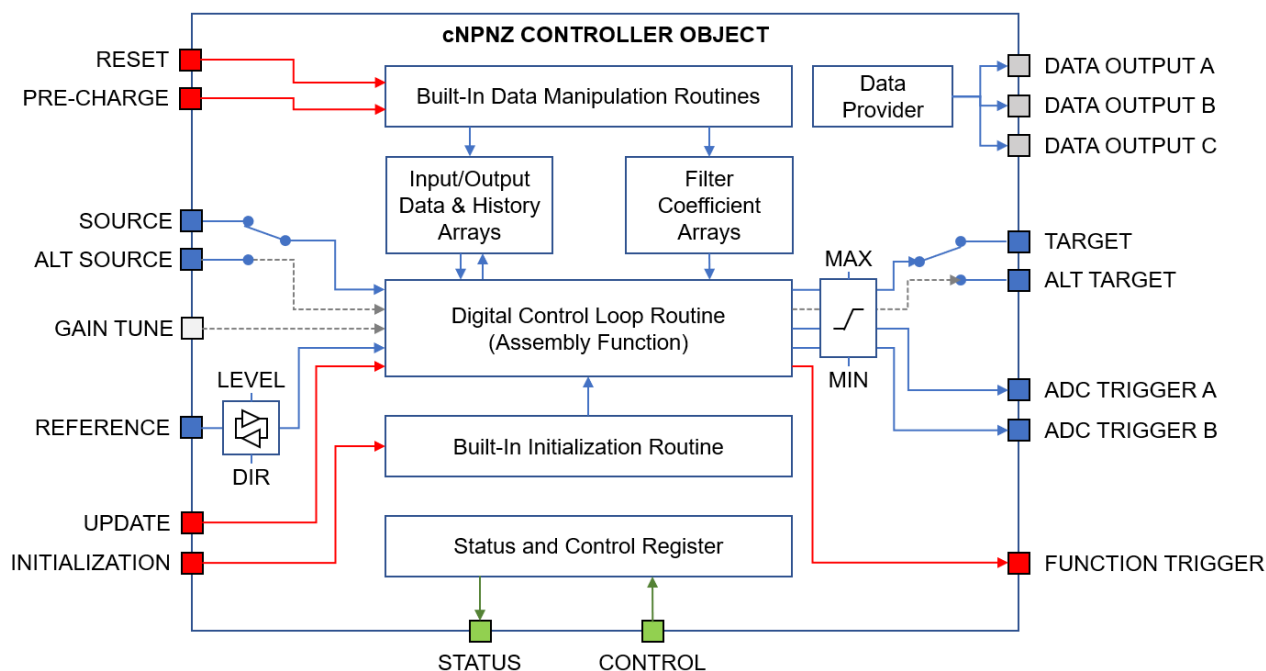 cNPNZ CONTROLLER OBJECT
RESET
PRE-CHARGE
Built-In Data Manipulation Routines
Data
Provider
DATA OUTPUT A
DATA OUTPUT B
DATA OUTPUT C
Input/Output
Data & History
Arrays
Filter
Coefficient
Arrays
SOURCE
ALT SOURCE
GAIN TUNE
REFERENCE
LEVEL
DIR
Digital Control Loop Routine
(Assembly Function)
MAX
MIN
TARGET
ALT TARGET
ADC TRIGGER A
ADC TRIGGER B
Built-In Initialization Routine
UPDATE
INITIALIZATION
Status and Control Register
FUNCTION TRIGGER
STATUS
CONTROL